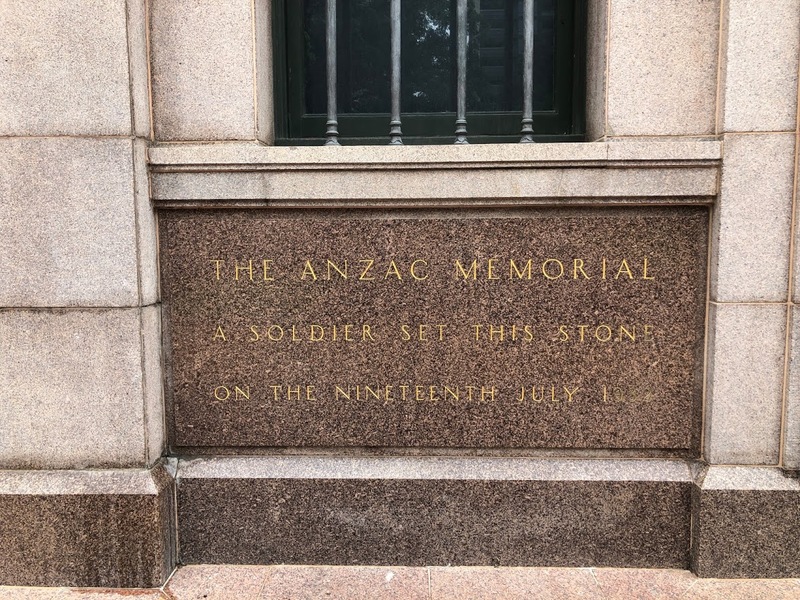 THE ANZAC MEMORIAL
A SOLDIER SET THIS STONE
ON THE NINETEENTH JULY